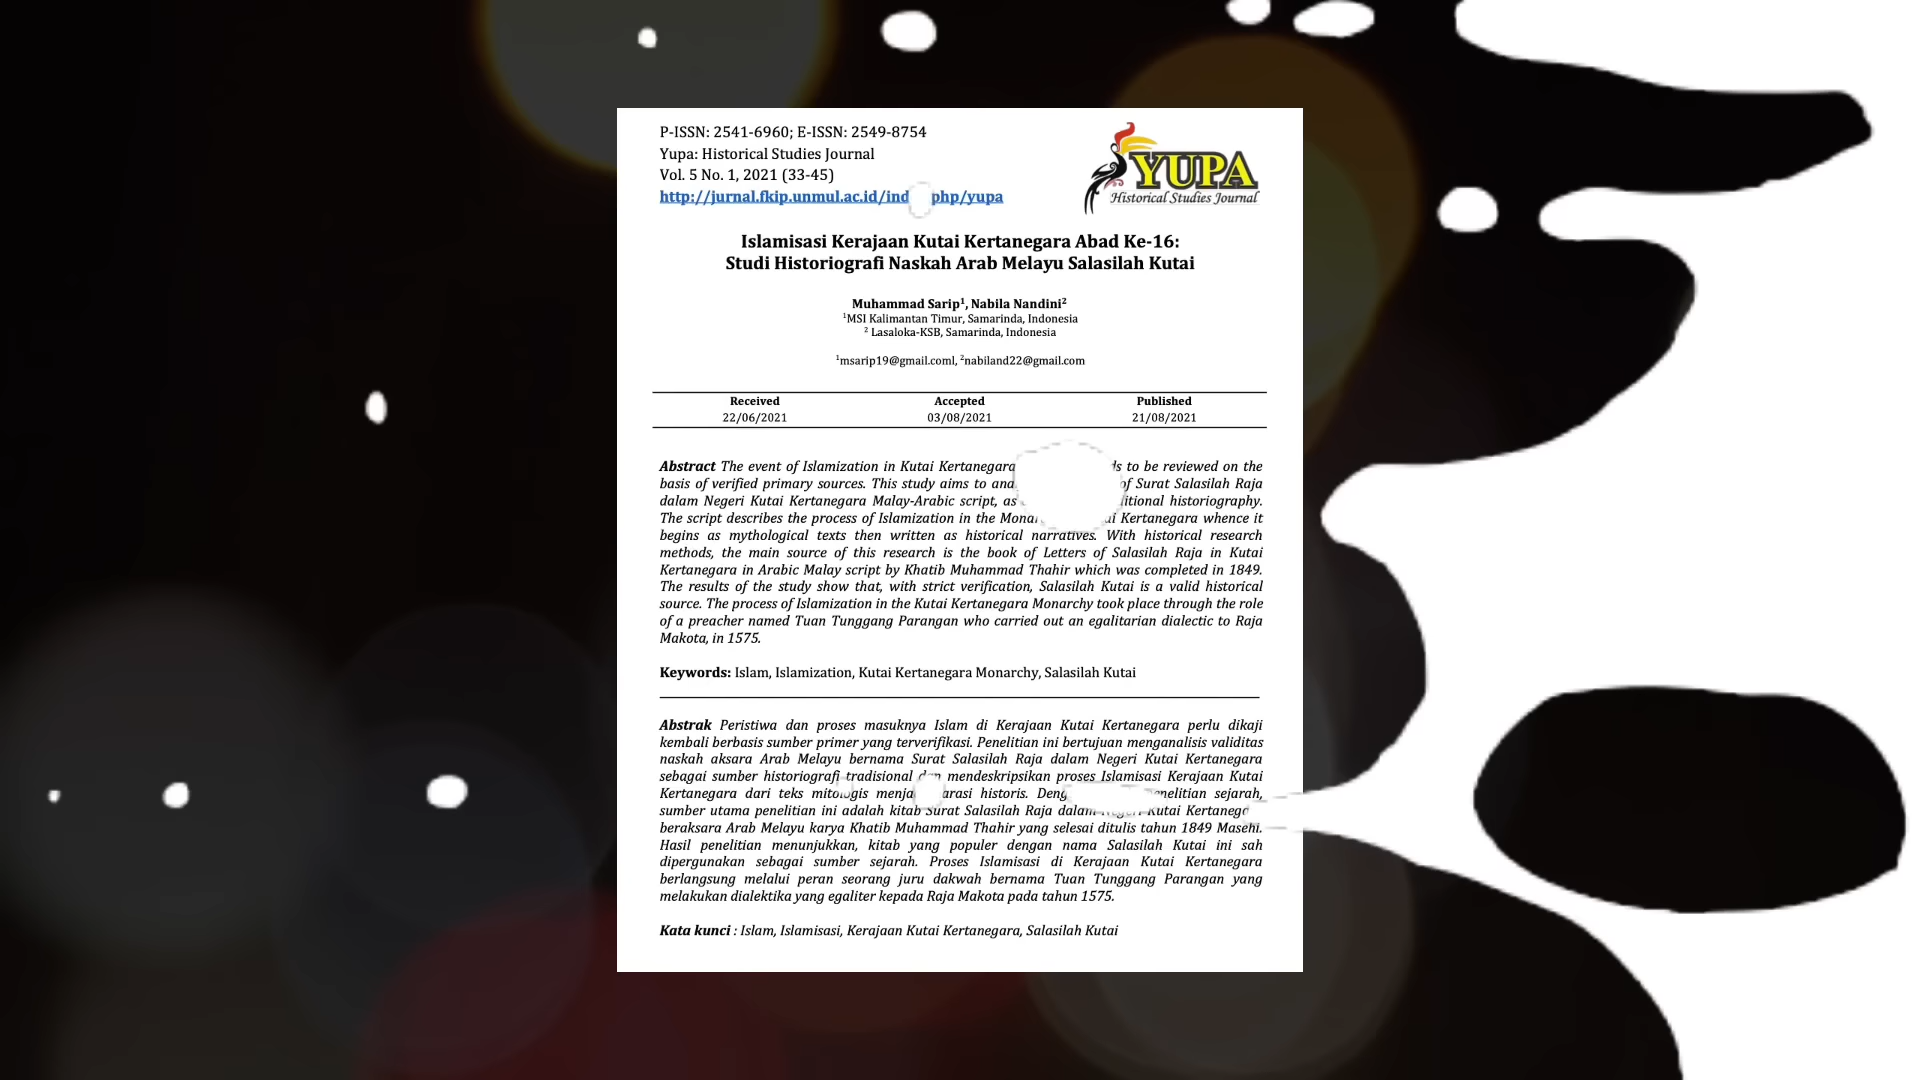 P-ISSN: 2541-6960; E-ISSN: 2549-8754
Yupa: Historical Studies Journal
Vol. 5 No. 1, 2021 (33-45)
http://jurnal.fkip.unmul.ac.id/ind php/yupa
YUPA
Historical Studies Journal
Islamisasi Kerajaan Kutai Kertanegara Abad Ke-16:
Studi Historiografi Naskah Arab Melayu Salasilah Kutai
Muhammad Sarip¹, Nabila Nandini²
¹MSI Kalimantan Timur, Samarinda, Indonesia
² Lasaloka-KSB, Samarinda, Indonesia
¹msarip19@gmail.coml, ²nabiland22@gmail.com
Received Accepted Published
22/06/2021 03/08/2021 21/08/2021
Abstract The event of Islamization in Kutai Kertanegara to be reviewed on the
basis of verified primary sources. This study aims to of Surat Salasilah Raja
dalam Negeri Kutai Kertanegara Malay-Arabic script, as historiography.
The script describes the process of Islamization in the Kertanegara whence it
begins as mythological texts then written as historical narratives. With historical research
methods, the main source of this research is the book of Letters of Salasilah Raja in Kutai
Kertanegara in Arabic Malay script by Khatib Muhammad Thahir which was completed in 1849.
The results of the study show that, with strict verification, Salasilah Kutai is a valid historical
source. The process of Islamization in the Kutai Kertanegara Monarchy took place through the role
of a preacher named Tuan Tunggang Parangan who carried out an egalitarian dialectic to Raja
Makota, in 1575.
Keywords: Islam, Islamization, Kutai Kertanegara Monarchy, Salasilah Kutai
Abstrak Peristiwa dan proses masuknya Islam di Kerajaan Kutai Kertanegara perlu dikaji
kembali berbasis sumber primer yang terverifikasi. Penelitian ini bertujuan menganalisis validitas
naskah aksara Arab Melayu bernama Surat Salasilah Raja dalam Negeri Kutai Kertanegara
sebagai sumber historiografi tradisional dan mendeskripsikan proses Islamisasi Kerajaan Kutai
Kertanegara dari teks mitologis historis. sejarah,
sumber utama penelitian ini adalah kitab Surat Salasilah Raja dalam Negeri Kutai
beraksara Arab Melayu karya Khatib Muhammad Thahir yang selesai ditulis tahun 1849 Masehi.
Hasil penelitian menunjukkan, kitab yang populer dengan nama Salasilah Kutai ini sah
dipergunakan sebagai sumber sejarah. Proses Islamisasi di Kerajaan Kutai Kertanegara
berlangsung melalui peran seorang juru dakwah bernama Tuan Tunggang Parangan yang
melakukan dialektika yang egaliter kepada Raja Makota pada tahun 1575.
Kata kunci : Islam, Islamisasi, Kerajaan Kutai Kertanegara, Salasilah Kutai